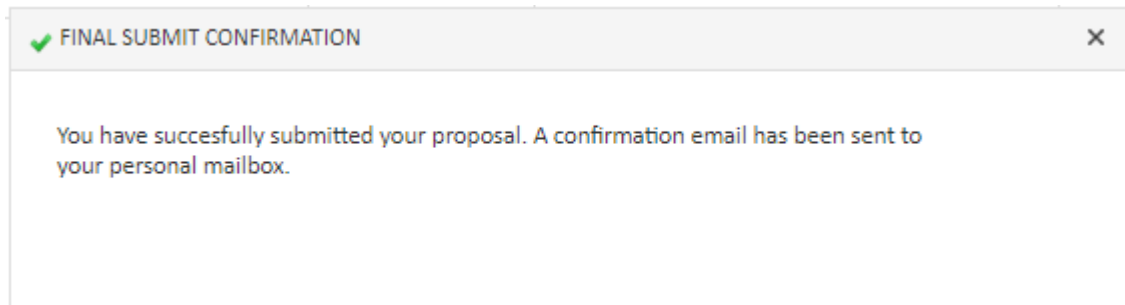 FINAL SUBMIT CONFIRMATION
You have succesfully submitted your proposal. A confirmation email has been sent to
your personal mailbox.